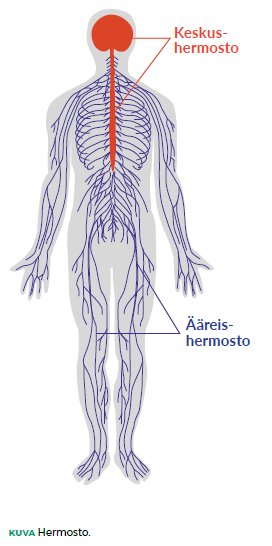 Keskus-
hermosto
Ääreis-
hermosto
KUVA Hermosto.